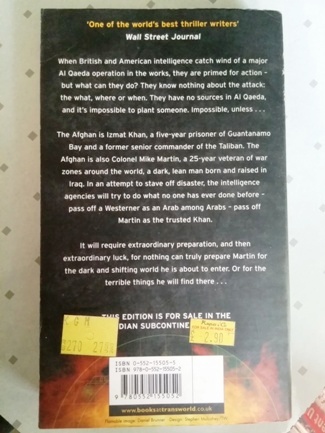 'One of the world's best thriller writers'
Wall Street Journal
When British and American intelligence catch wind of a major
Al Qaeda operation in the works, they are primed for action -
but what can they do? They know nothing about the attack:
the what, where or when. They have no sources in Al Qaeda,
and it's impossible to plant someone. Impossible, unless . . .
The Afghan is Izmat Khan, a five-year prisoner of Guantanamo
Bay and a former senior commander of the Taliban. The
Afghan is also Colonel Mike Martin, a 25-year veteran of war
zones around the world, a dark, lean man born and raised in
Iraq. In an attempt to stave off disaster, the intelligence
agencies will try to do what no one has ever done before -
pass off a Westerner as an Arab among Arabs - pass off
Martin as the trusted Khan.
It will require extraordinary preparation, and then
extraordinary luck, for nothing can truly prepare Martin for
the dark and shifting world he is about to enter. Or for the
terrible things he will find there . . .
THIS EDITION IS FOR SALE IN THE
DIAN SUBCONTINE
ISBN 0-552-15503-
ISBN 978-0-552-15503-2
9 780552 155032
www.booksattransworld.co.uk